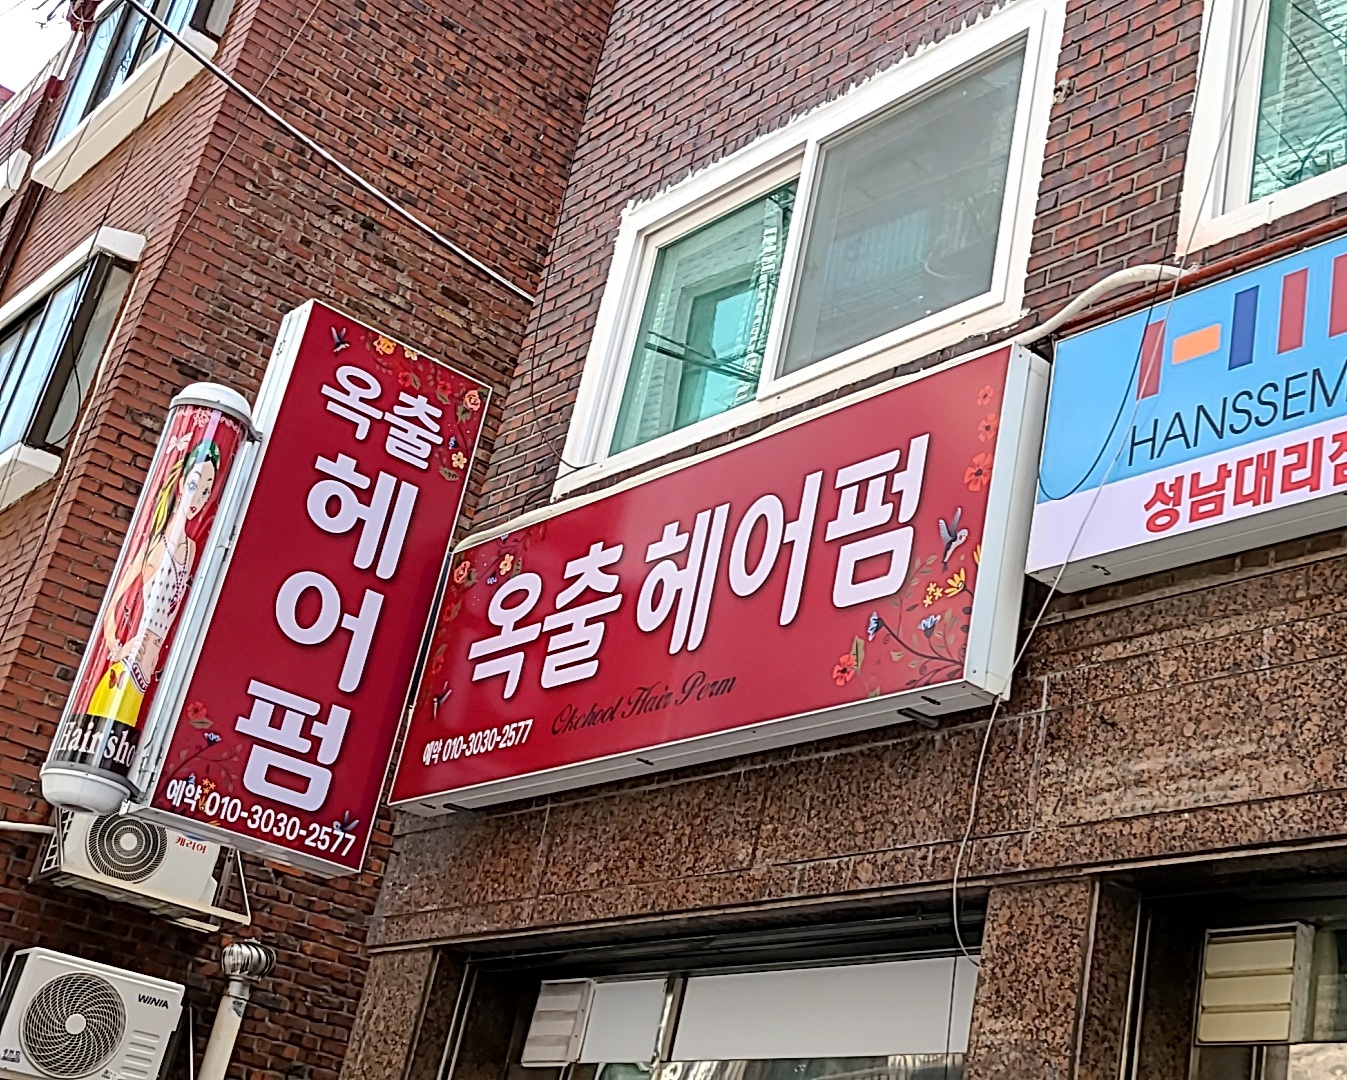 옥출
헤
어
펌
예약 010-3030-2577
Hair sho
옥출 헤어펌
Okchool Hair Perm
예약 010-3030-2577
HANSSEM
성남대리점
캐리어
WINIA